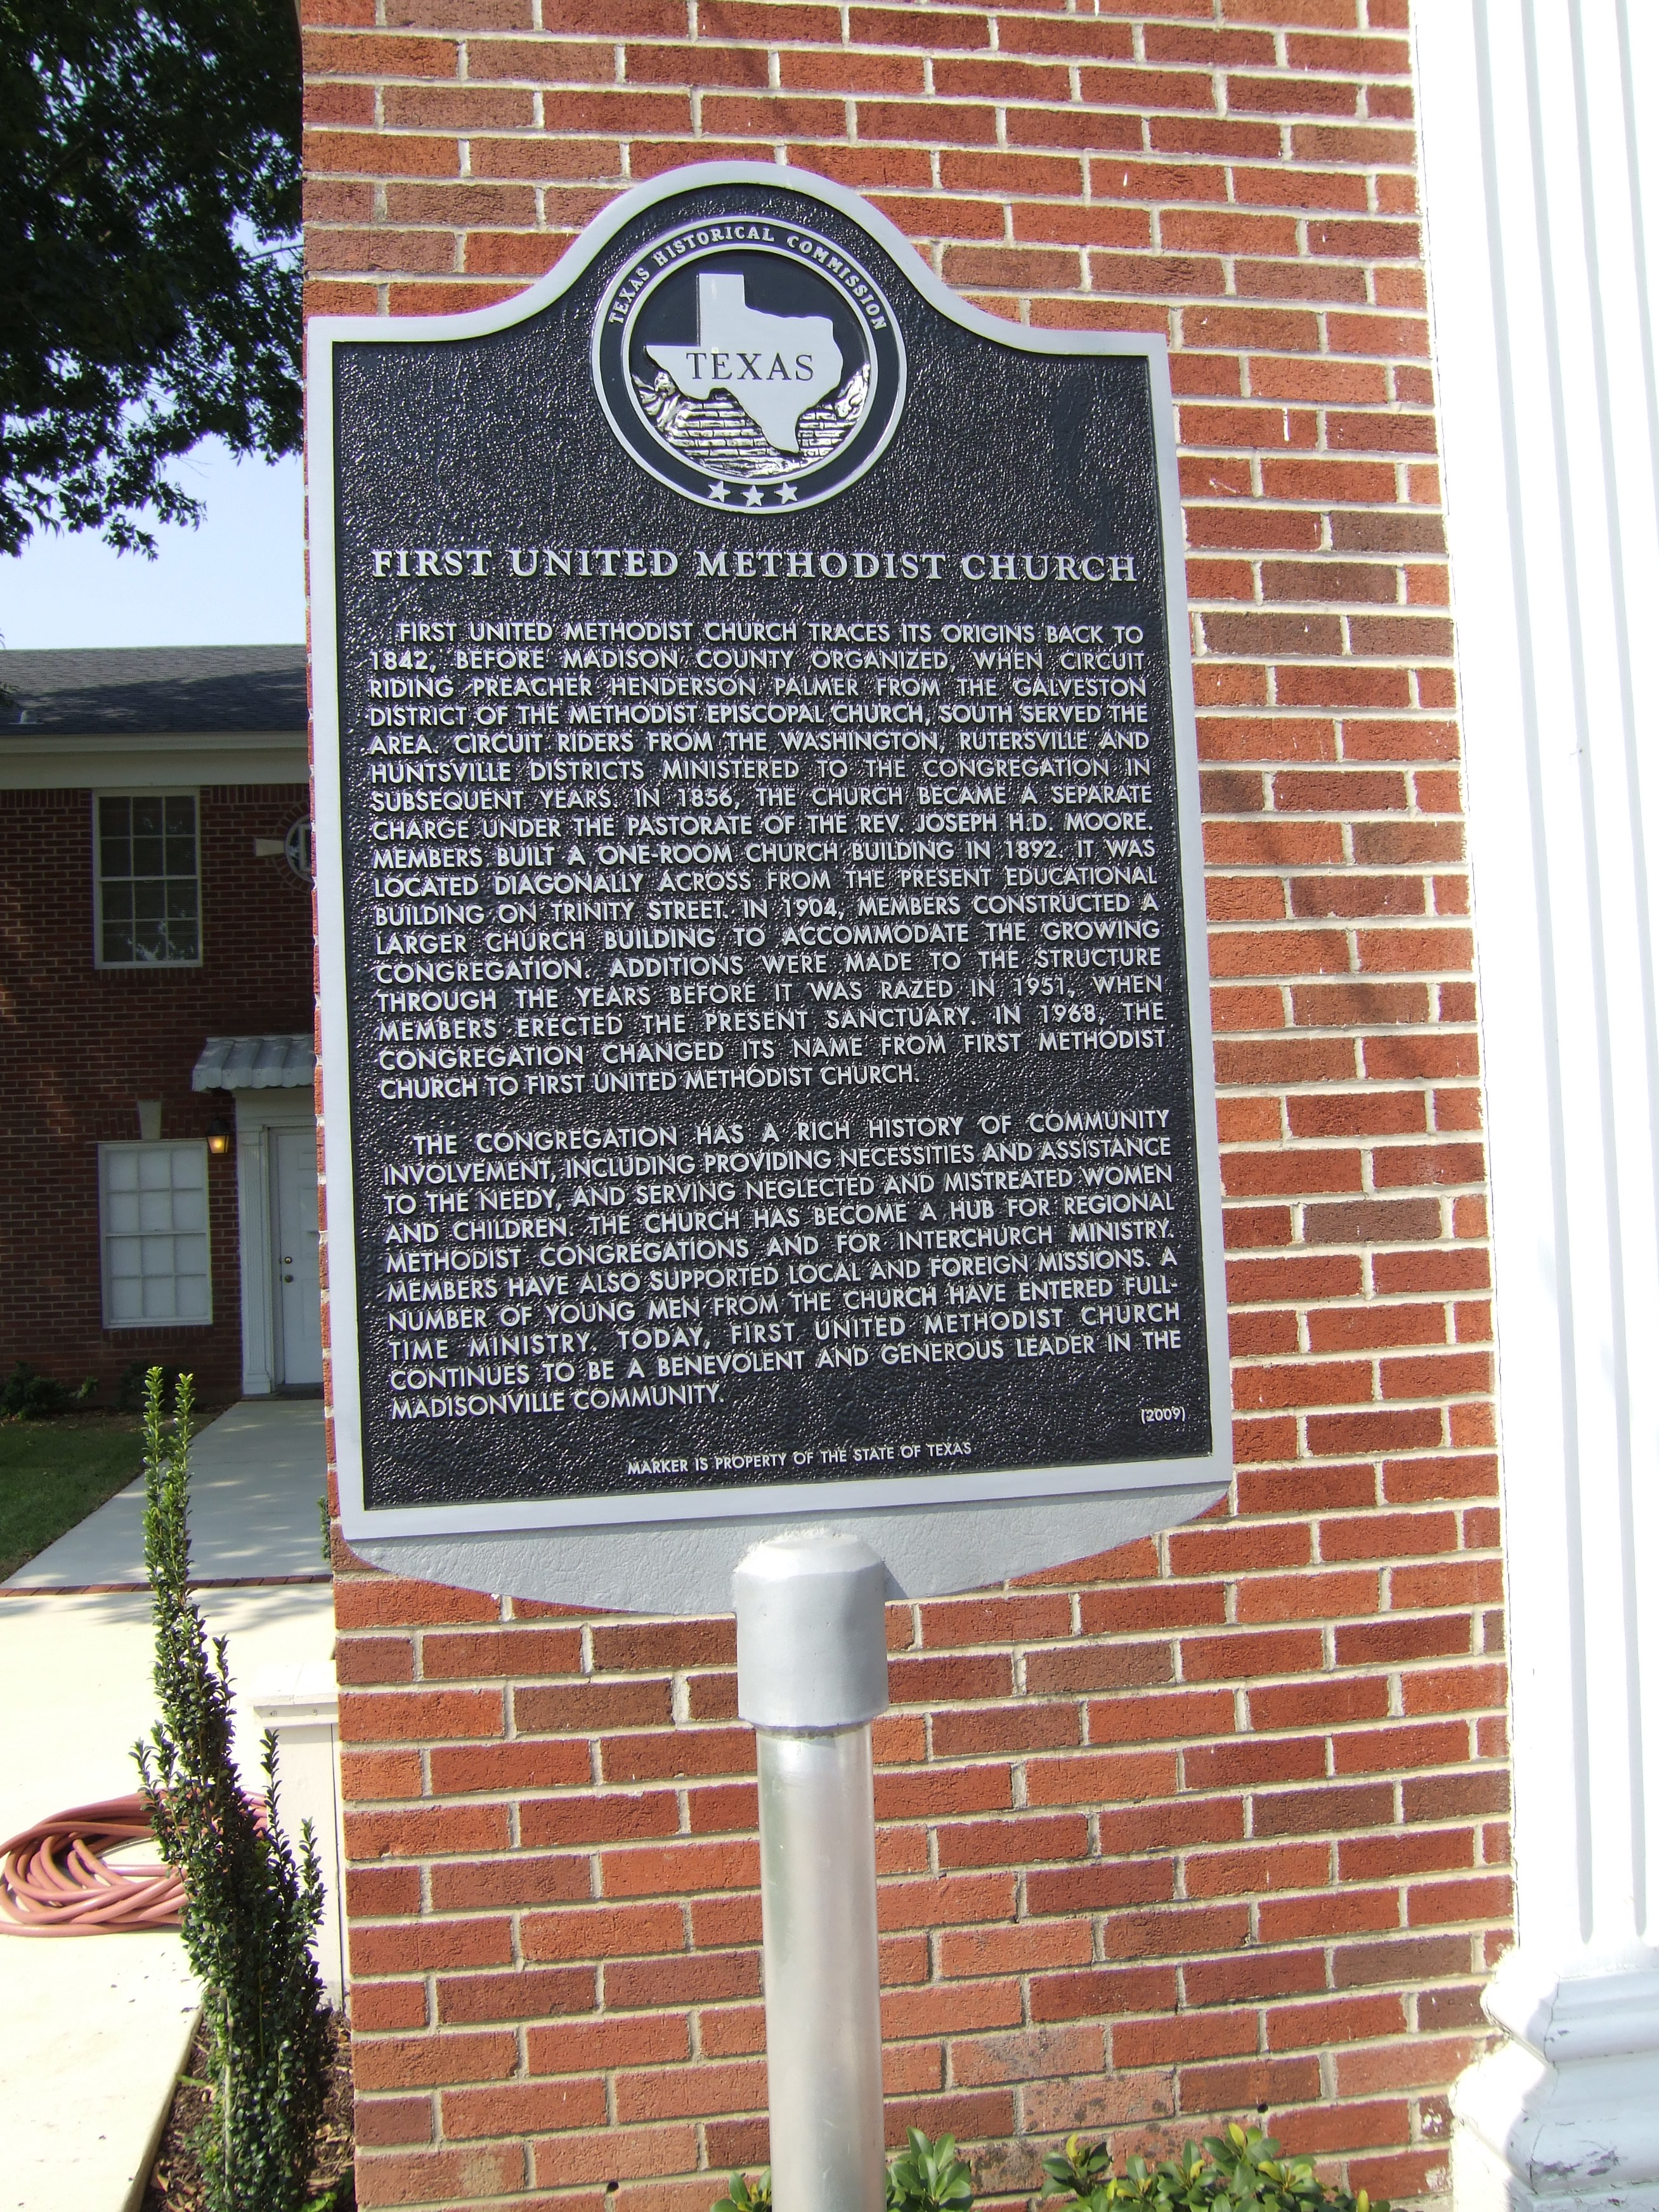 TEXAS HISTORICAL COMMISSION
TEXAS
FIRST UNITED METHODIST CHURCH
FIRST UNITED METHODIST CHURCH TRACES ITS ORIGINS BACK TO
1842, BEFORE MADISON COUNTY ORGANIZED, WHEN CIRCUIT
RIDING PREACHER HENDERSON PALMER FROM THE GALVESTON
DISTRICT OF THE METHODIST EPISCOPAL CHURCH, SOUTH SERVED THE
AREA. CIRCUIT RIDERS FROM THE WASHINGTON, RUTERSVILLE AND
HUNTSVILLE DISTRICTS MINISTERED TO THE CONGREGATION IN
SUBSEQUENT YEARS. IN 1856, THE CHURCH BECAME A SEPARATE
CHARGE UNDER THE PASTORATE OF THE REV. JOSEPH H.D. MOORE.
MEMBERS BUILT A ONE-ROOM CHURCH BUILDING IN 1892. IT WAS
LOCATED DIAGONALLY ACROSS FROM THE PRESENT EDUCATIONAL
BUILDING ON TRINITY STREET. IN 1904, MEMBERS CONSTRUCTED A
LARGER CHURCH BUILDING TO ACCOMMODATE THE GROWING
CONGREGATION. ADDITIONS WERE MADE TO THE STRUCTURE
THROUGH THE YEARS BEFORE IT WAS RAZED IN 1951, WHEN
MEMBERS ERECTED THE PRESENT SANCTUARY. IN 1968, THE
CONGREGATION CHANGED ITS NAME FROM FIRST METHODIST
CHURCH TO FIRST UNITED METHODIST CHURCH.
THE CONGREGATION HAS A RICH HISTORY OF COMMUNITY
INVOLVEMENT, INCLUDING PROVIDING NECESSITIES AND ASSISTANCE
TO THE NEEDY, AND SERVING NEGLECTED AND MISTREATED WOMEN
AND CHILDREN. THE CHURCH HAS BECOME A HUB FOR REGIONAL
METHODIST CONGREGATIONS AND FOR INTERCHURCH MINISTRY.
MEMBERS HAVE ALSO SUPPORTED LOCAL AND FOREIGN MISSIONS. A
NUMBER OF YOUNG MEN FROM THE CHURCH HAVE ENTERED FULL-
TIME MINISTRY. TODAY, FIRST UNITED METHODIST CHURCH
CONTINUES TO BE A BENEVOLENT AND GENEROUS LEADER IN THE
MADISONVILLE COMMUNITY.
(2009)
MARKER IS PROPERTY OF THE STATE OF TEXAS